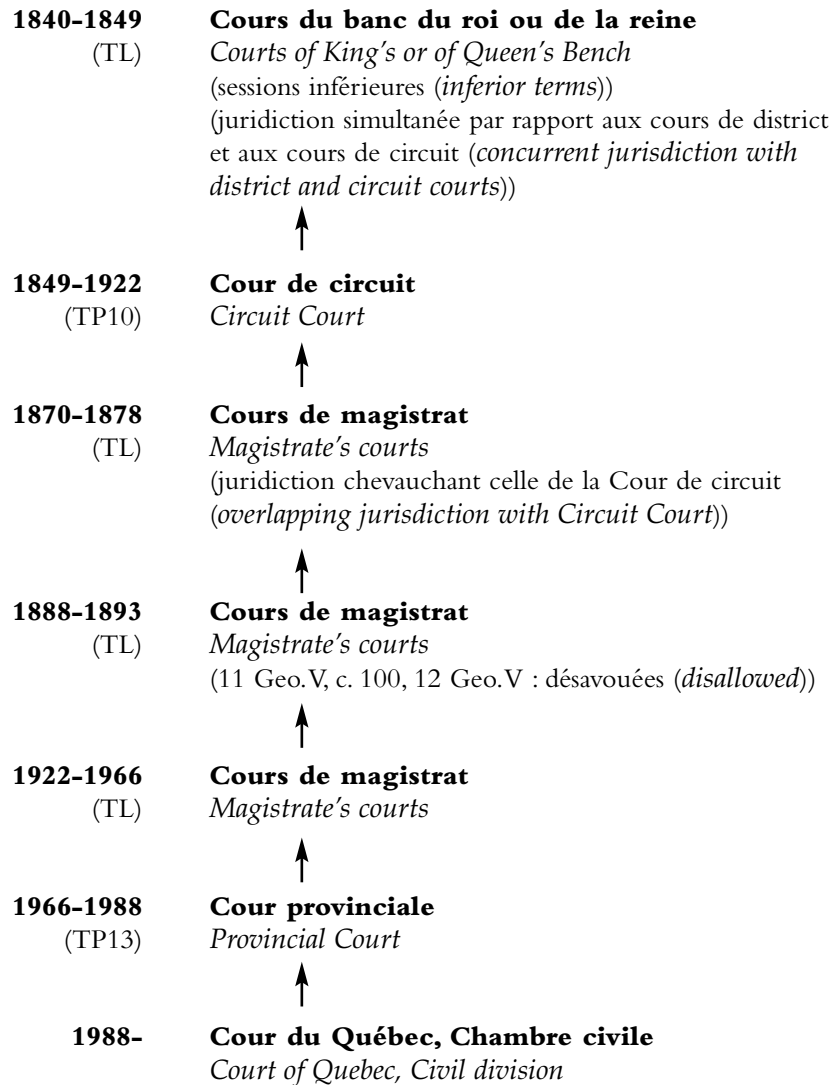 1840-1849 Cours du banc du roi ou de la reine
(TL) Courts of King's or of Queen's Bench
(sessions inférieures (inferior terms))
(juridiction simultanée par rapport aux cours de district
et aux cours de circuit (concurrent jurisdiction with
district and circuit courts))
1849-1922 Cour de circuit
(TP10) Circuit Court
1870-1878 Cours de magistrat
(TL) Magistrate's courts
(juridiction chevauchant celle de la Cour de circuit
(overlapping jurisdiction with Circuit Court))
1888-1893 Cours de magistrat
(TL) Magistrate's courts
(11 Geo.V, c. 100, 12 Geo.V : désavouées (disallowed))
1922-1966 Cours de magistrat
(TL) Magistrate's courts
1966-1988 Cour provinciale
(TP13) Provincial Court
1988- Cour du Québec, Chambre civile
Court of Quebec, Civil division